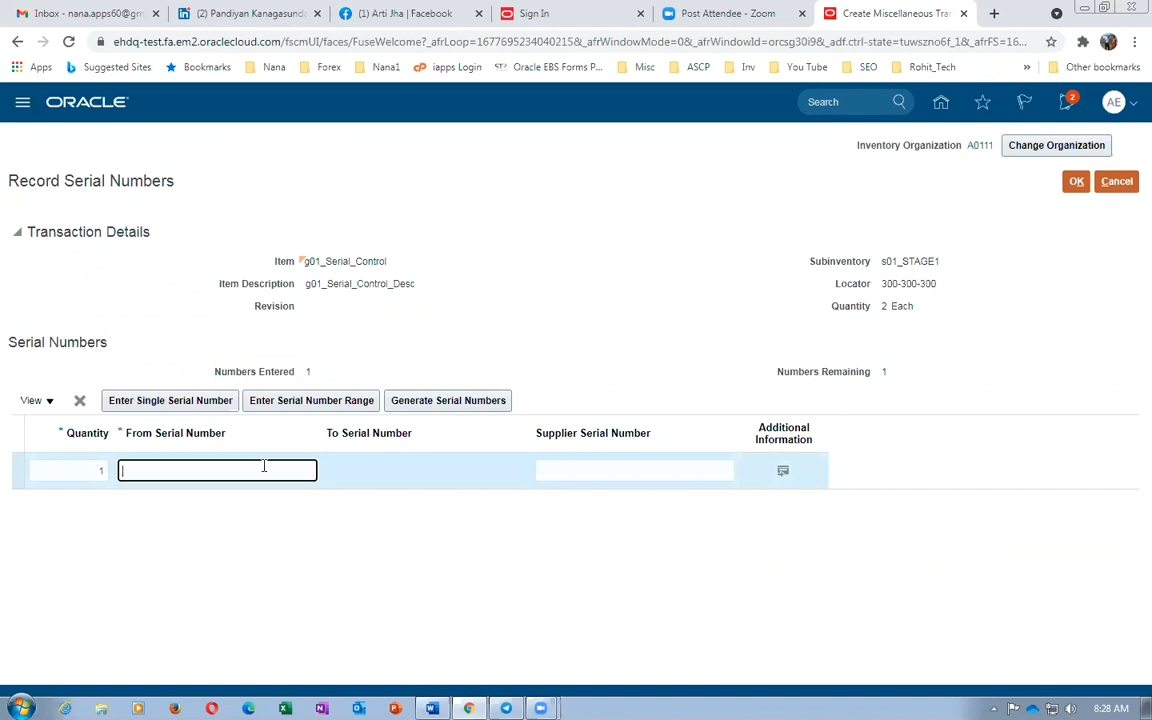 Inbox - nana.apps60@gm
(2) Pandiyan Kanagasund
(1) Arti Jha | Facebook
Sign In
Post Attendee - Zoom
Create Miscellaneous Tra
ehdq-test.fa.em2.oraclecloud.com/fscmUI/faces/FuseWelcome?_afrLoop=1677695234040215&_afrWindowMode=0&_afrWindowId=orcsg30i9&_adf.ctrl-state=tuwszno6f_1&_afrFS=16...
Apps
Suggested Sites
Bookmarks
Nana
Forex
Nana1
iapps Login
Oracle EBS Forms P...
Misc
ASCP
Inv
You Tube
SEO
Rohit_Tech
»
Other bookmarks
ORACLE
Search
2
AE
Inventory Organization A0111
Change Organization
Record Serial Numbers
OK
Cancel
Transaction Details
Item g01_Serial_Control
Subinventory s01_STAGE1
Item Description g01_Serial_Control_Desc
Locator 300-300-300
Revision
Quantity 2 Each
Serial Numbers
Numbers Entered 1
Numbers Remaining 1
View
Enter Single Serial Number
Enter Serial Number Range
Generate Serial Numbers
* Quantity
* From Serial Number
To Serial Number
Supplier Serial Number
Additional Information
1
8:28 AM